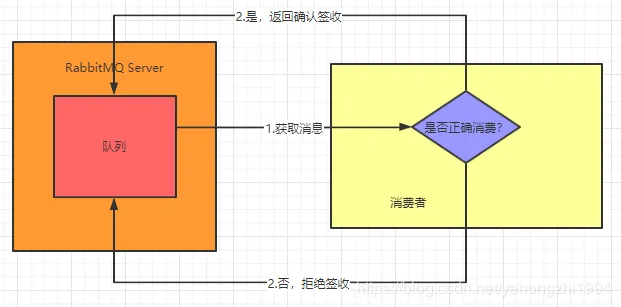 2.是，返回确认签收
RabbitMQ Server
队列
1.获取消息
是否正确消费？
消费者
2.否，拒绝签收
https://blog.csdn.net/yehongzhi1994